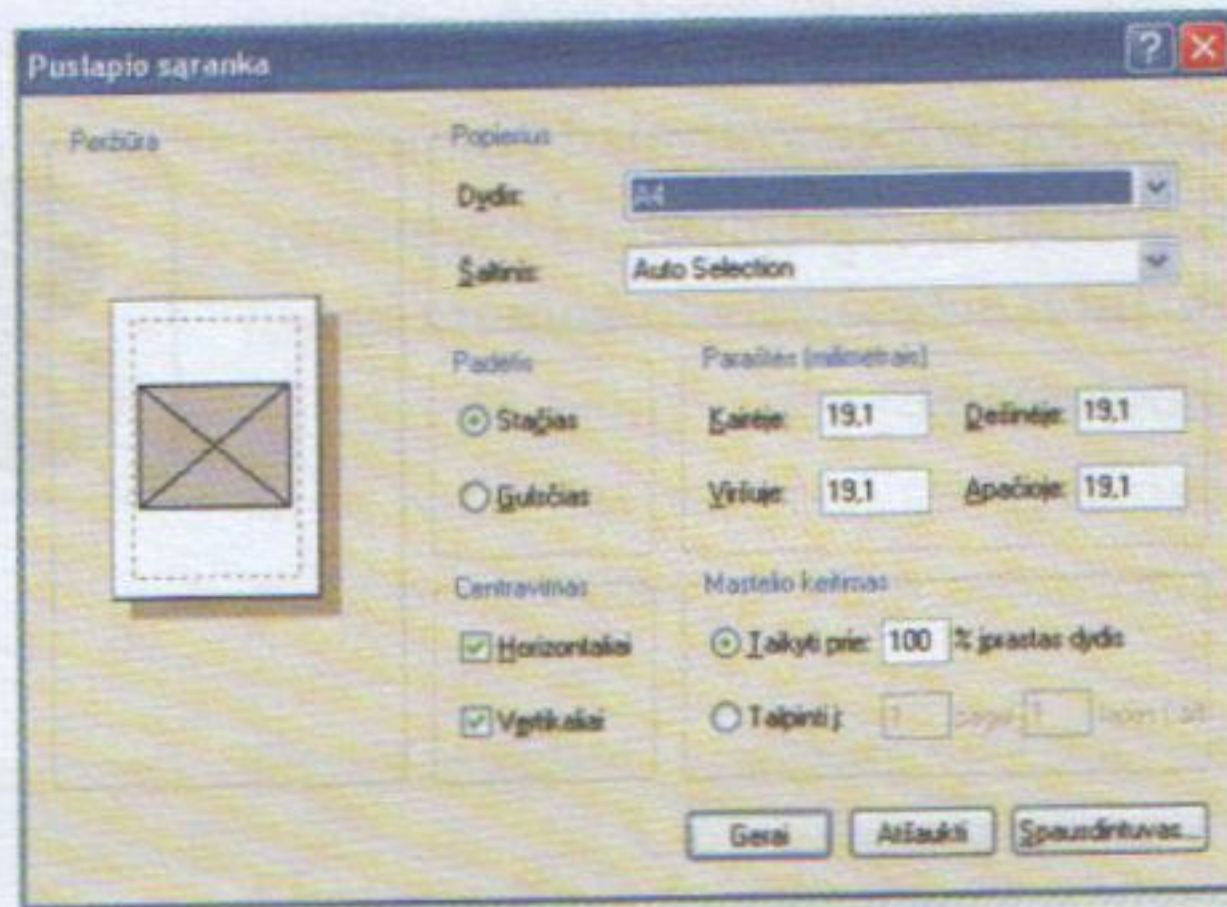 Puslapio sąranka
Peržiūra
Popierius
Dydis: A4
Šaltinis: Auto Selection
Padėtis
Stačias
Gulsčias
Paraštės (milimetrais)
Kairėje: 19,1 Dešinėje: 19,1
Viršuje: 19,1 Apačioje: 19,1
Centravimas
Horizontaliai
Vertikaliai
Mastelio keitimas
Taikyti prie: 100 % įprastas dydis
Talpinti į: 1 1
Gerai Atšaukti Spausdintuvas...